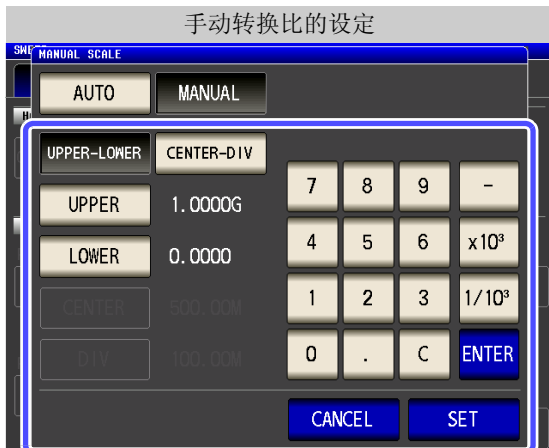 手动转换比的设定
SWE
MANUAL SCALE
AUTO MANUAL
UPPER-LOWER CENTER-DIV
7 8 9 -
UPPER 1.0000G
4 5 6 x10³
LOWER 0.0000
1 2 3 1/10³
CENTER 500.00M
0 . C ENTER
DIV 100.00M
CANCEL SET